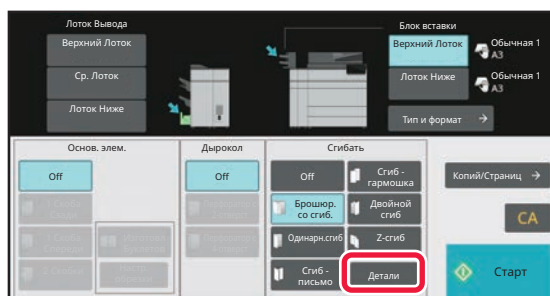 Лоток Вывода
Блок вставки
Верхний Лоток
Ср. Лоток
Лоток Ниже
Верхний Лоток
Обычная 1
A3
Лоток Ниже
Обычная 1
A3
Тип и формат
Основ. элем.
Off
Дырокол
Off
Сгибать
Off
Сгиб -
гармошка
Брошюр.
со сгиб.
Двойной
сгиб
Одинарн.сгиб
Z-сгиб
Сгиб -
письмо
Детали
Копий/Страниц
CA
Старт